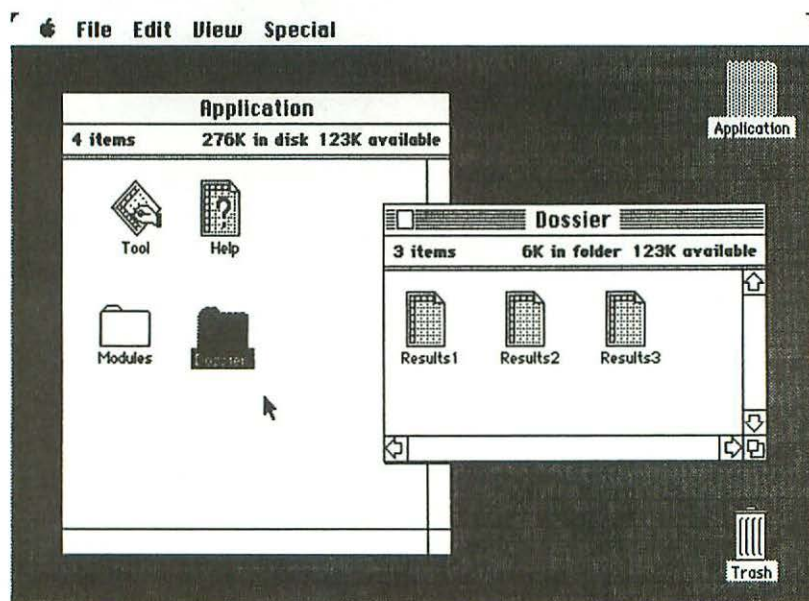 File Edit View Special
Application
4 items 276K in disk 123K available
Tool Help
Modules Dossier
Application
Dossier
3 items 6K in folder 123K available
Results1 Results2 Results3
Trash